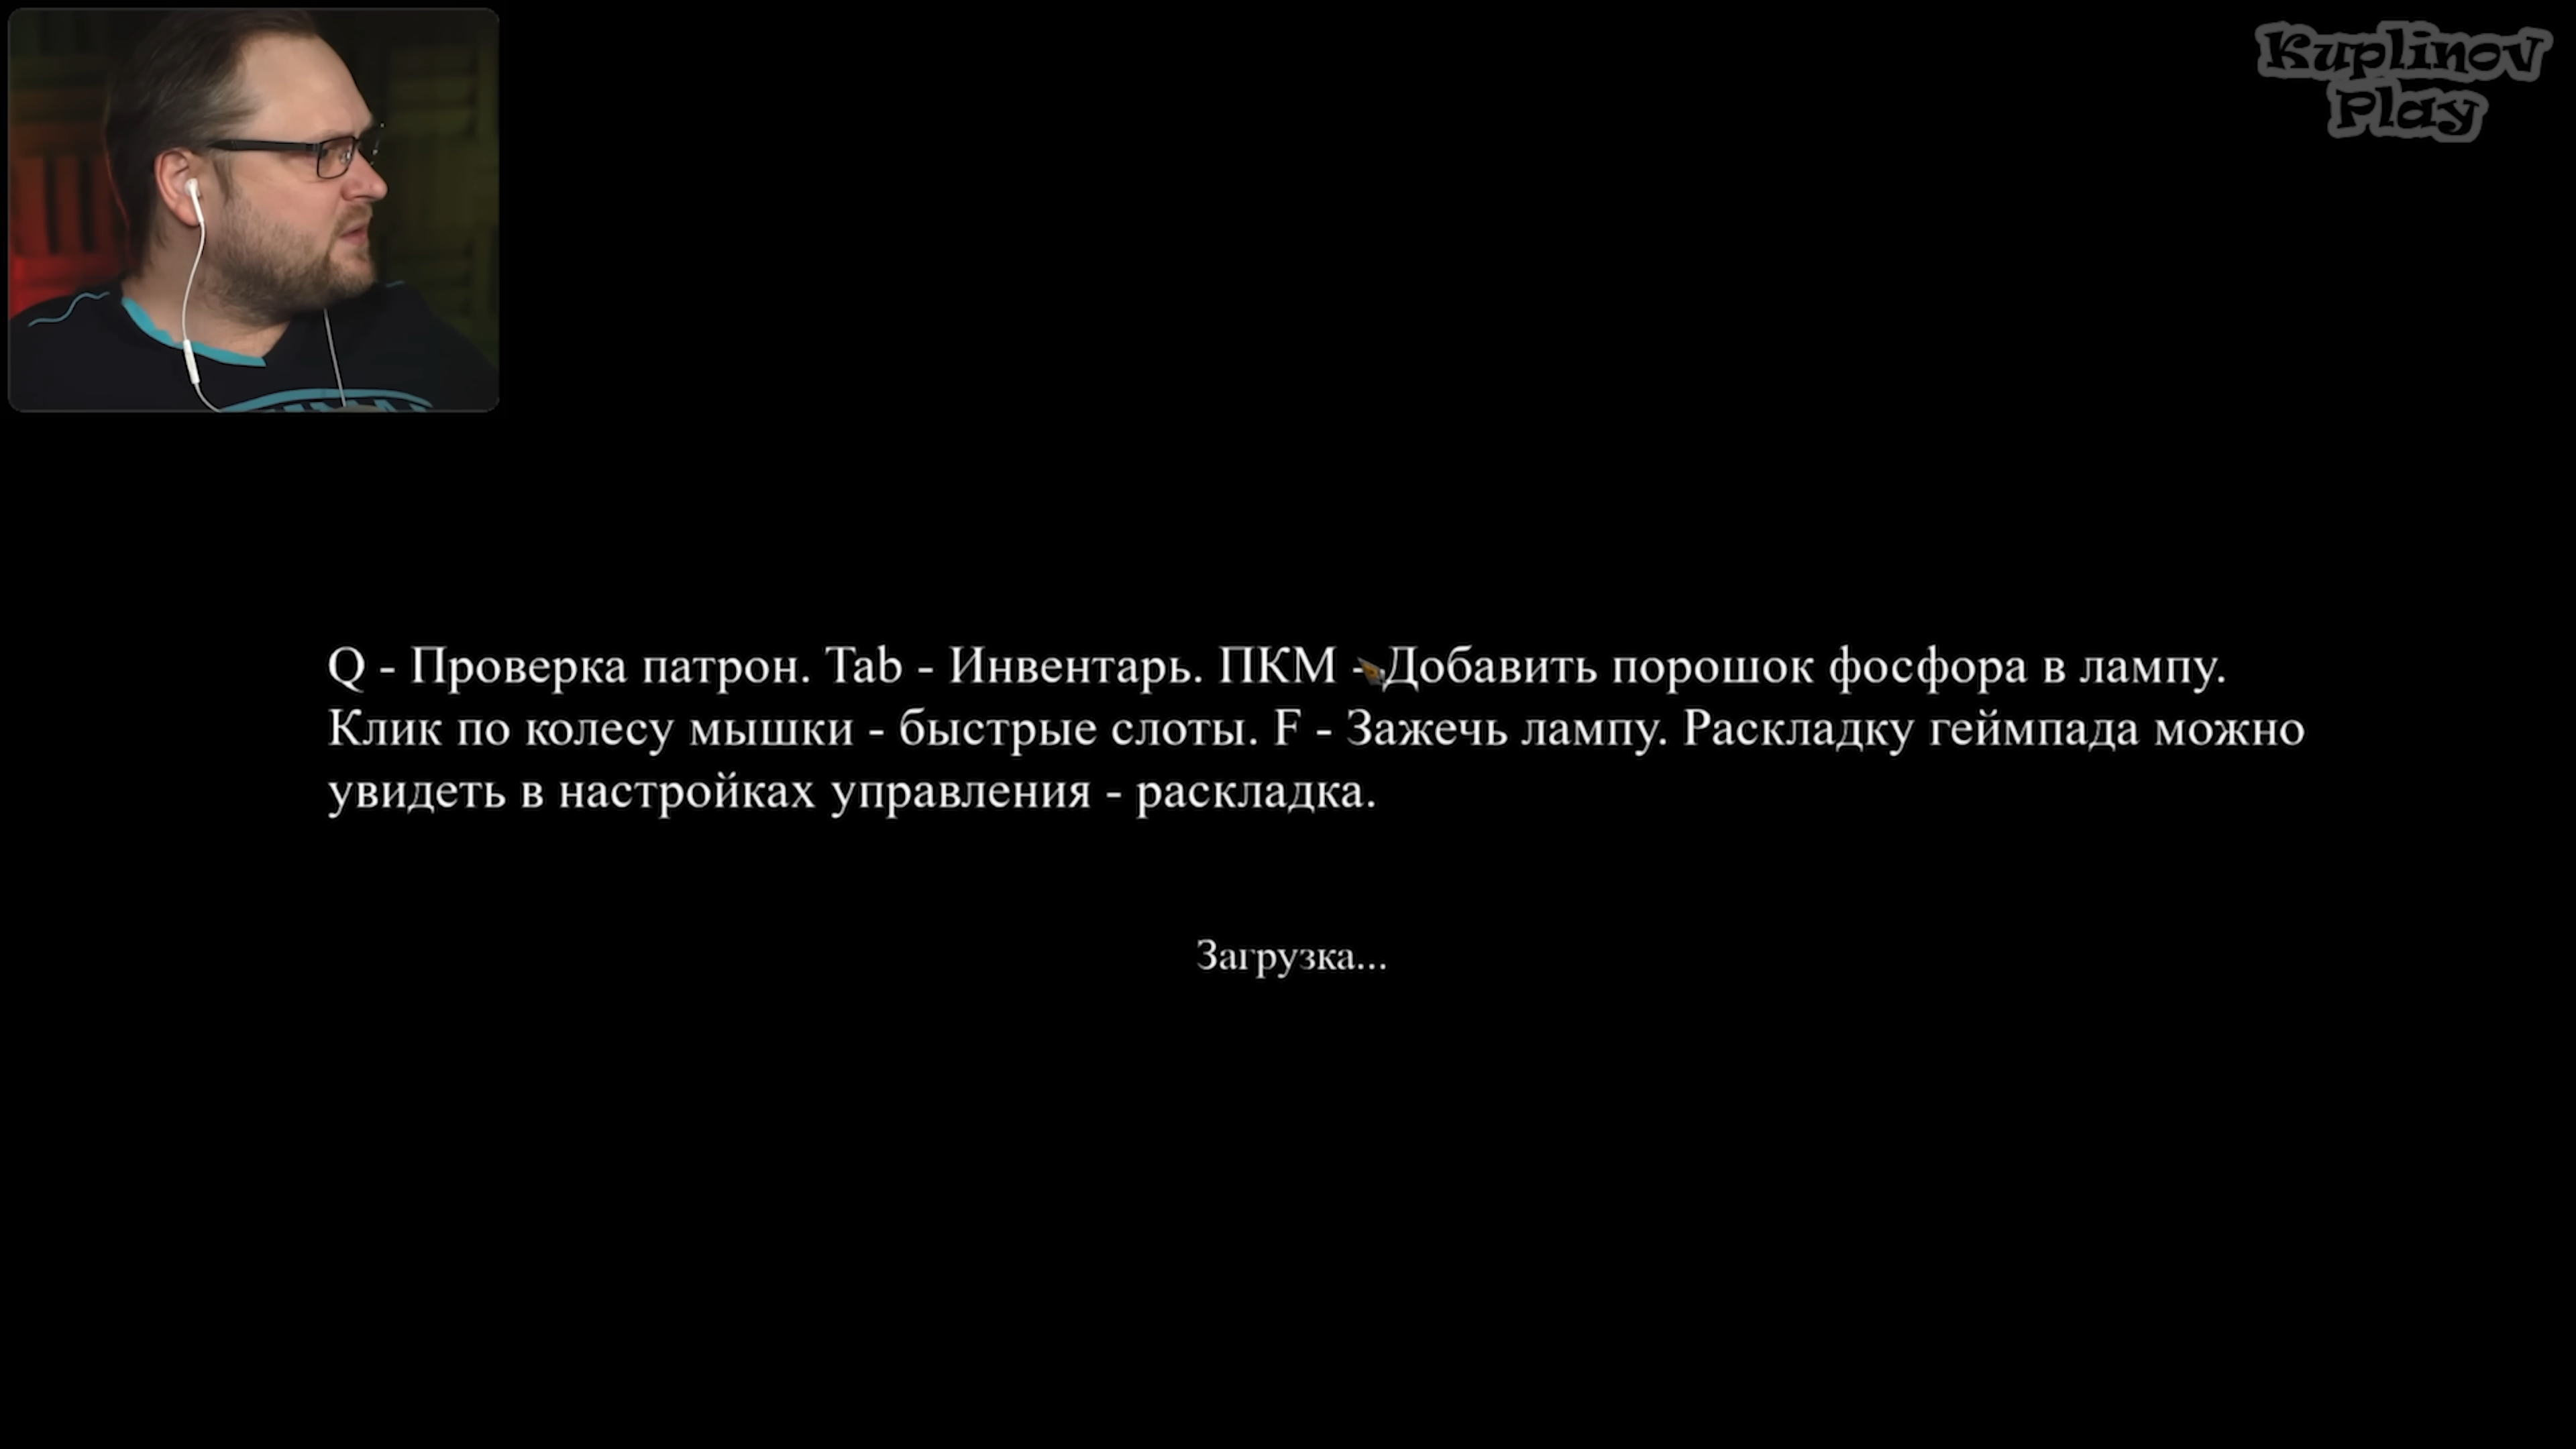 Kuplinov
Play
Q - Проверка патрон. Tab - Инвентарь. ПКМ - Добавить порошок фосфора в лампу.
Клик по колесу мышки - быстрые слоты. F - Зажечь лампу. Раскладку геймпада можно
увидеть в настройках управления - раскладка.
Загрузка...